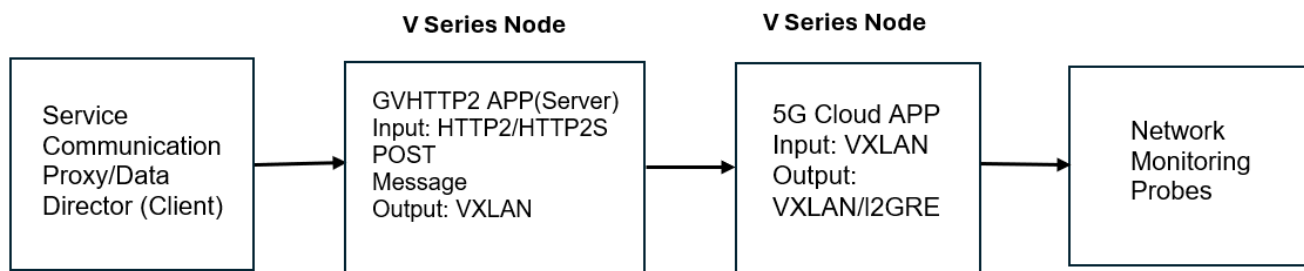 V Series Node
V Series Node
Service
Communication
Proxy/Data
Director (Client)
GVHTTP2 APP(Server)
Input: HTTP2/HTTP2S
POST
Message
Output: VXLAN
5G Cloud APP
Input: VXLAN
Output:
VXLAN/l2GRE
Network
Monitoring
Probes